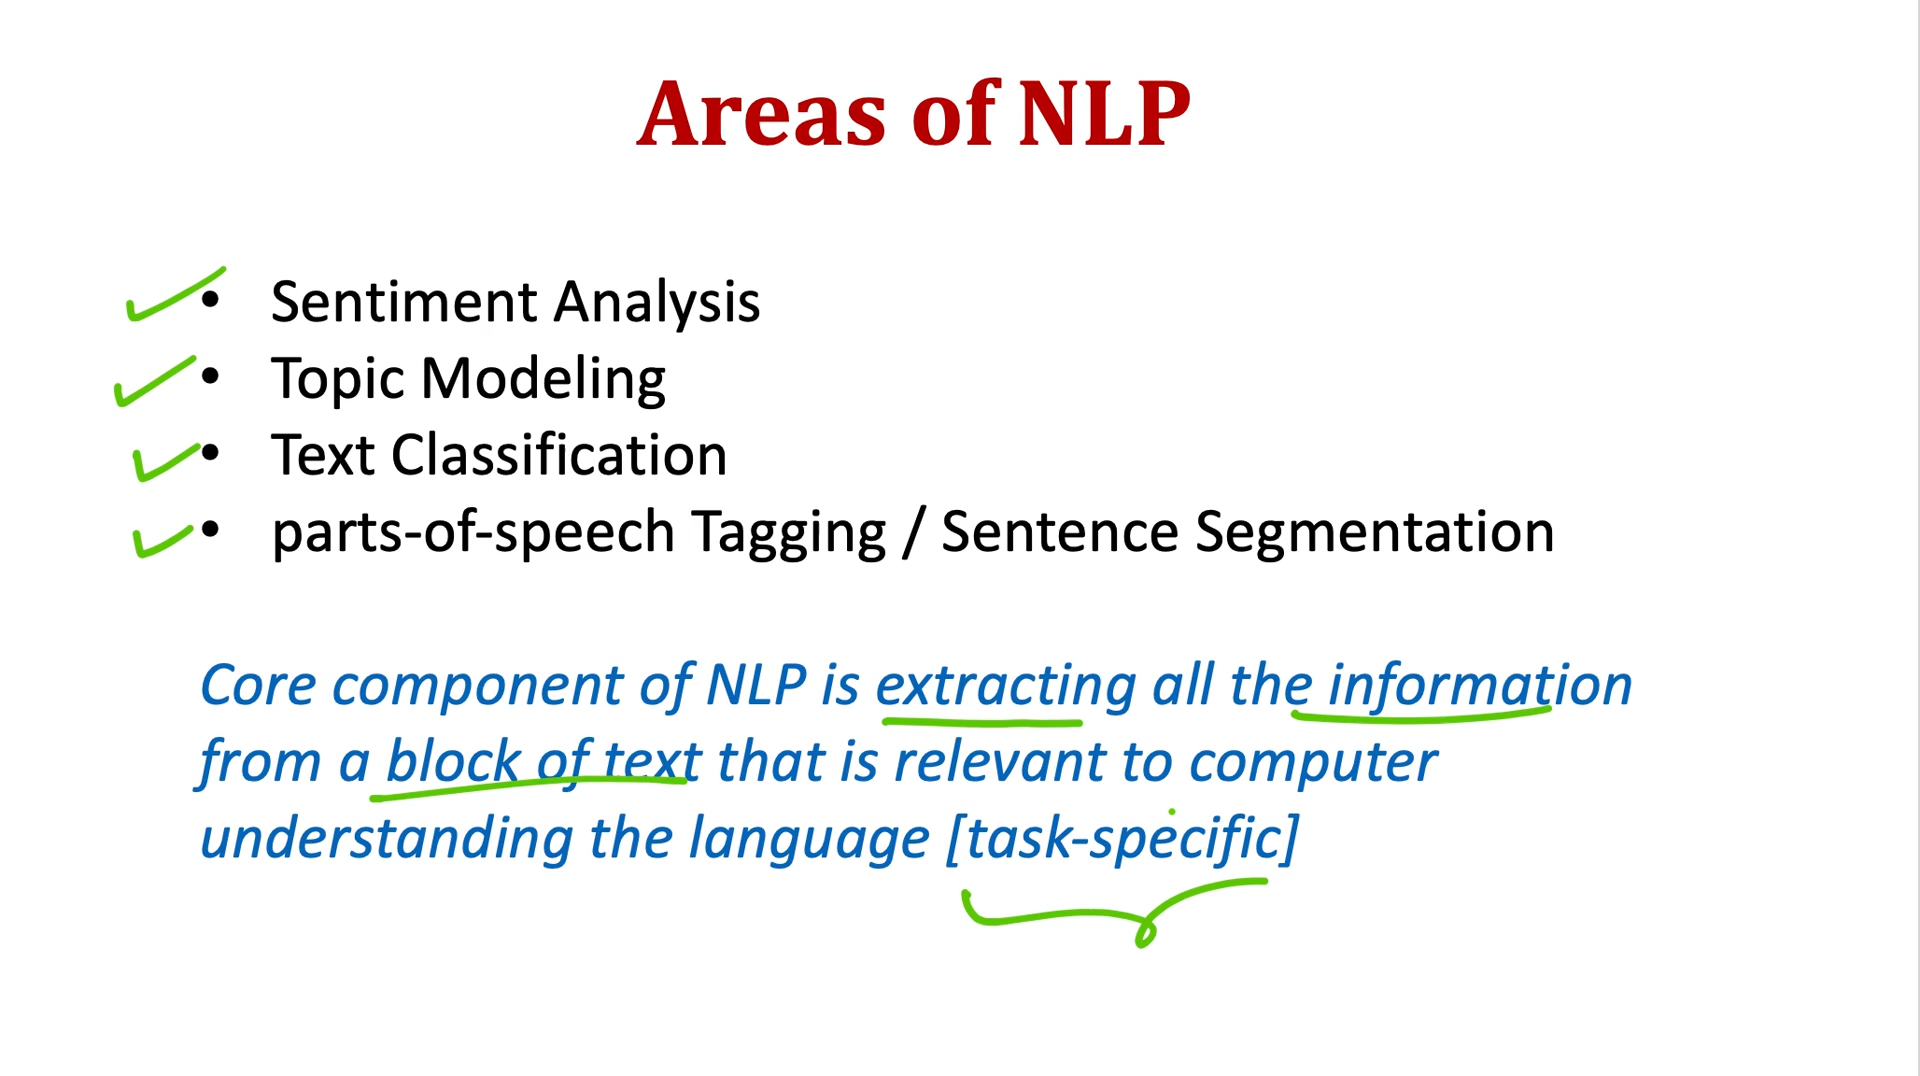 Areas of NLP
• Sentiment Analysis
• Topic Modeling
• Text Classification
• parts-of-speech Tagging / Sentence Segmentation
Core component of NLP is extracting all the information
from a block of text that is relevant to computer
understanding the language [task-specific]